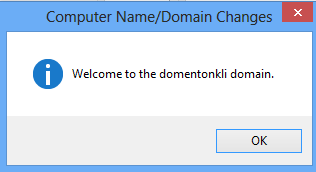 Computer Name/Domain Changes
Welcome to the domentonkli domain.
OK